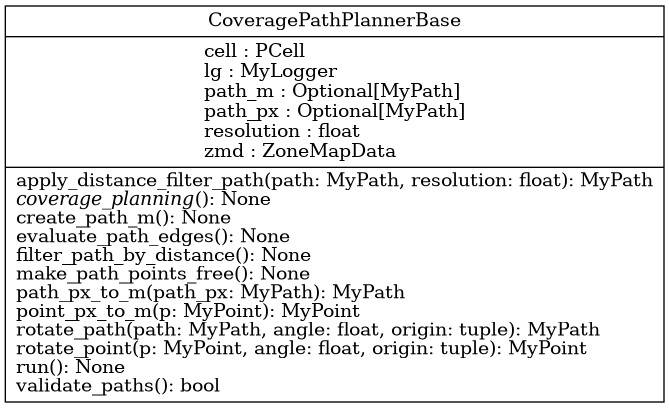 CoveragePathPlannerBase
cell : PCell
lg : MyLogger
path_m : Optional[MyPath]
path_px : Optional[MyPath]
resolution : float
zmd : ZoneMapData
apply_distance_filter_path(path: MyPath, resolution: float): MyPath
coverage_planning(): None
create_path_m(): None
evaluate_path_edges(): None
filter_path_by_distance(): None
make_path_points_free(): None
path_px_to_m(path_px: MyPath): MyPath
point_px_to_m(p: MyPoint): MyPoint
rotate_path(path: MyPath, angle: float, origin: tuple): MyPath
rotate_point(p: MyPoint, angle: float, origin: tuple): MyPoint
run(): None
validate_paths(): bool